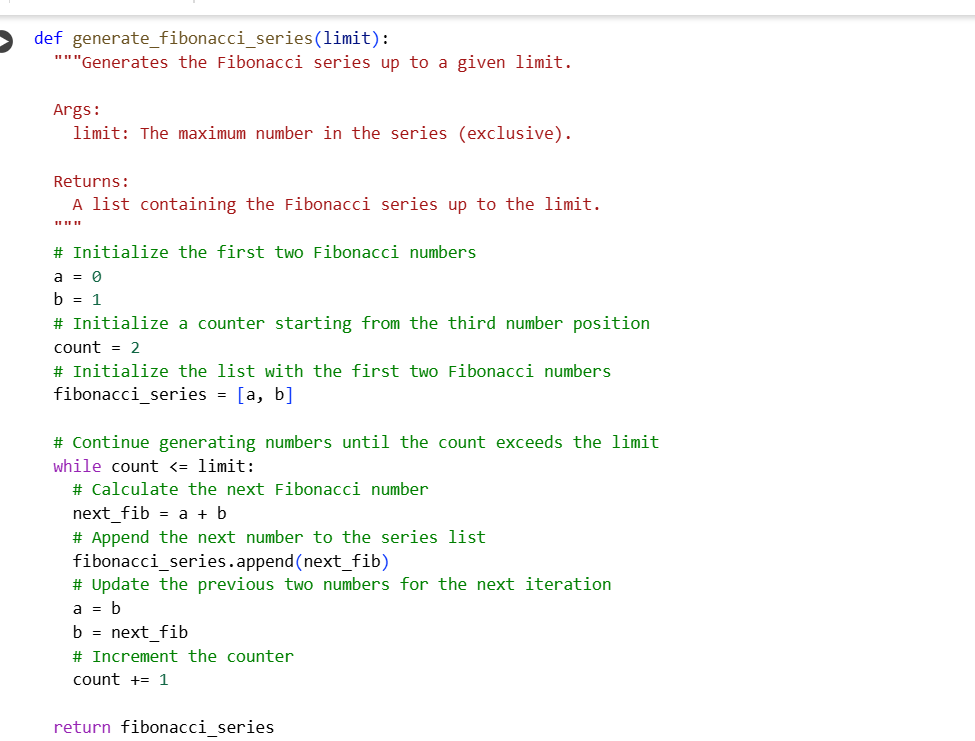 def generate_fibonacci_series(limit):
  """Generates the Fibonacci series up to a given limit.

  Args:
    limit: The maximum number in the series (exclusive).

  Returns:
    A list containing the Fibonacci series up to the limit.
  """
  # Initialize the first two Fibonacci numbers
  a = 0
  b = 1
  # Initialize a counter starting from the third number position
  count = 2
  # Initialize the list with the first two Fibonacci numbers
  fibonacci_series = [a, b]

  # Continue generating numbers until the count exceeds the limit
  while count <= limit:
    # Calculate the next Fibonacci number
    next_fib = a + b
    # Append the next number to the series list
    fibonacci_series.append(next_fib)
    # Update the previous two numbers for the next iteration
    a = b
    b = next_fib
    # Increment the counter
    count += 1

  return fibonacci_series